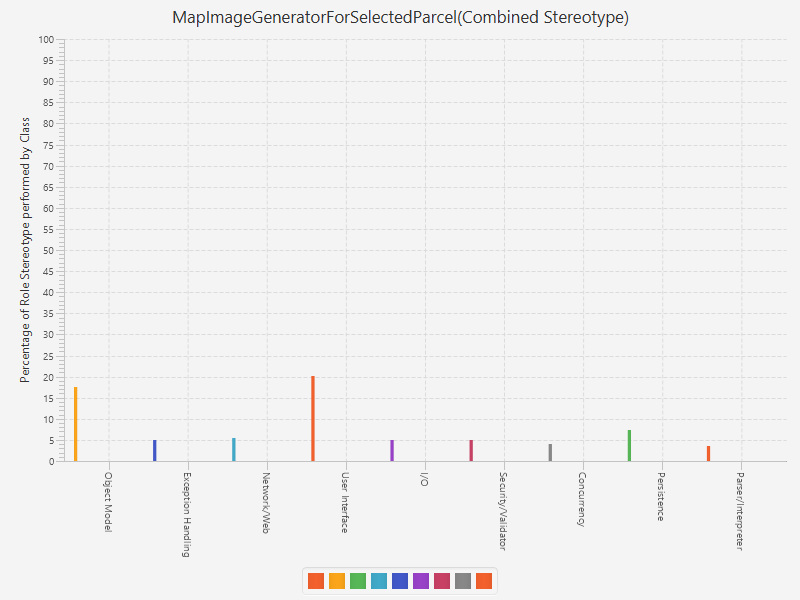 MapImageGeneratorForSelectedParcel(Combined Stereotype)
Percentage of Role Stereotype performed by Class
100
95
90
85
80
75
70
65
60
55
50
45
40
35
30
25
20
15
10
5
0
Object Model
Exception Handling
Network/Web
User Interface
I/O
Security/Validator
Concurrency
Persistence
Parser/Interpreter